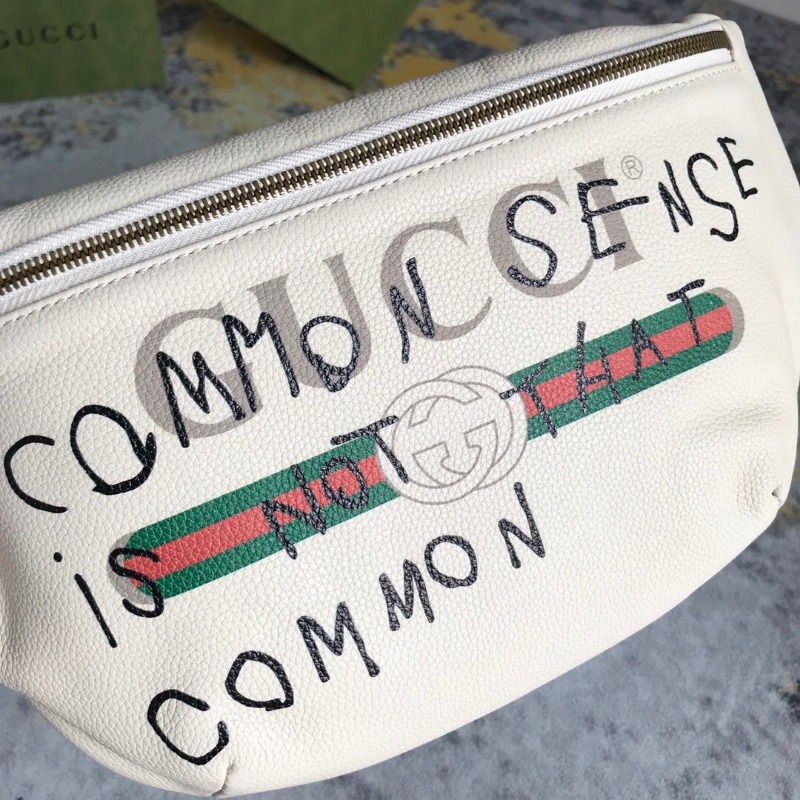 GUCCI
GUCCI®
COMMON SENSE
iS NOT THAT
COMMON